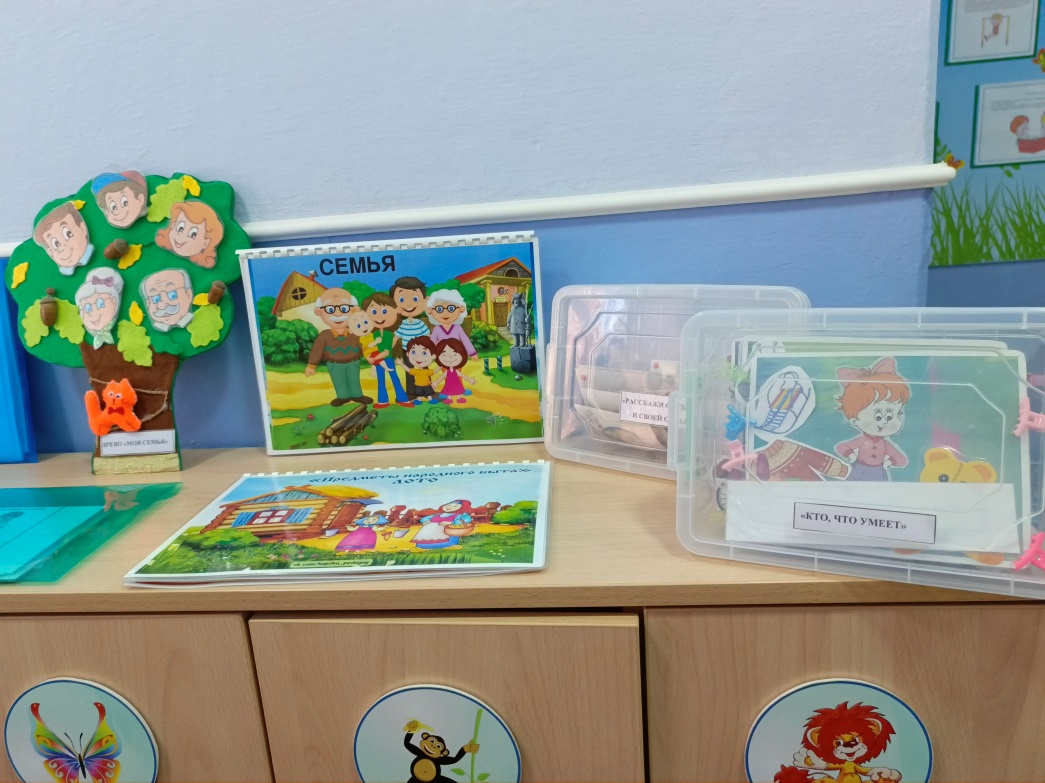 СЕМЬЯ
ДРЕВО «МОЯ СЕМЬЯ»
«Предметы народного быта»
ЛОТО
«РАССКАЖИ О
И СВОЕЙ С
«КТО, ЧТО УМЕЕТ»